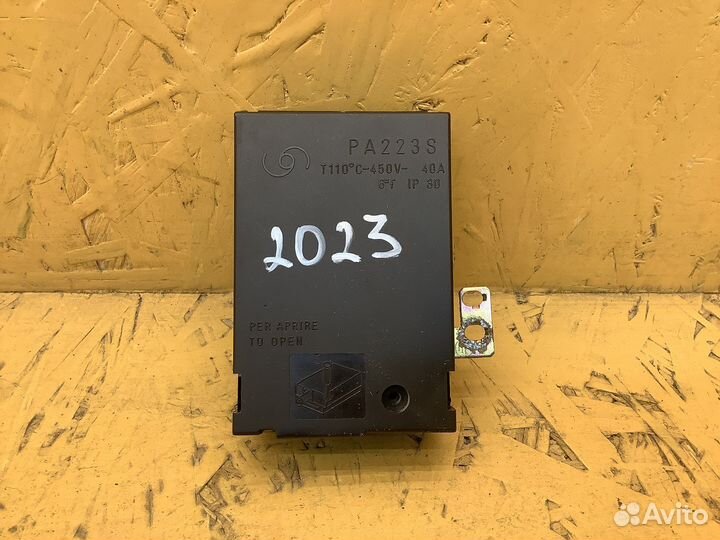 PA223S
T110°C-450V- 40A
IP 30
2023
PER APRIRE
TO OPEN
Avito